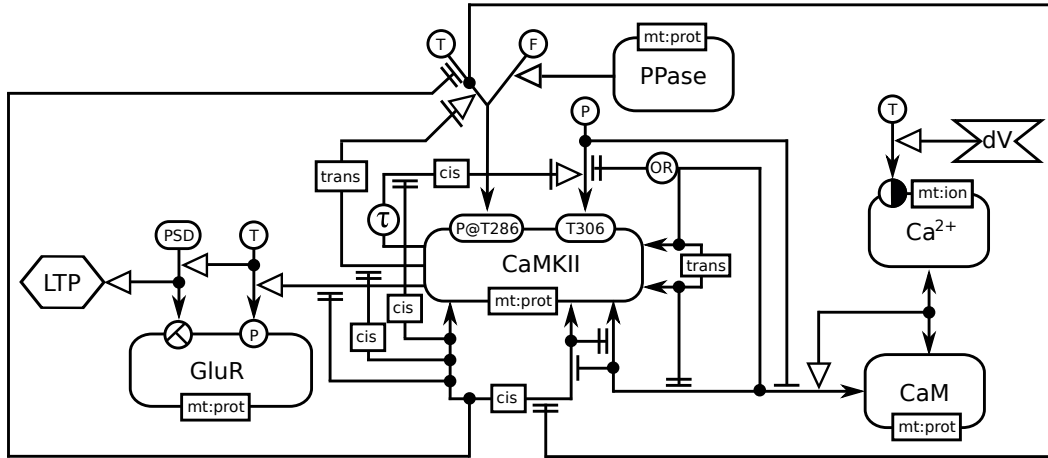 T
F
mt:prot
PPase
P
T
dV
trans
cis
OR
mt:ion
Ca2+
τ
PSD
T
P@T286
T306
CaMKII
trans
LTP
mt:prot
cis
cis
P
GluR
mt:prot
cis
CaM
mt:prot